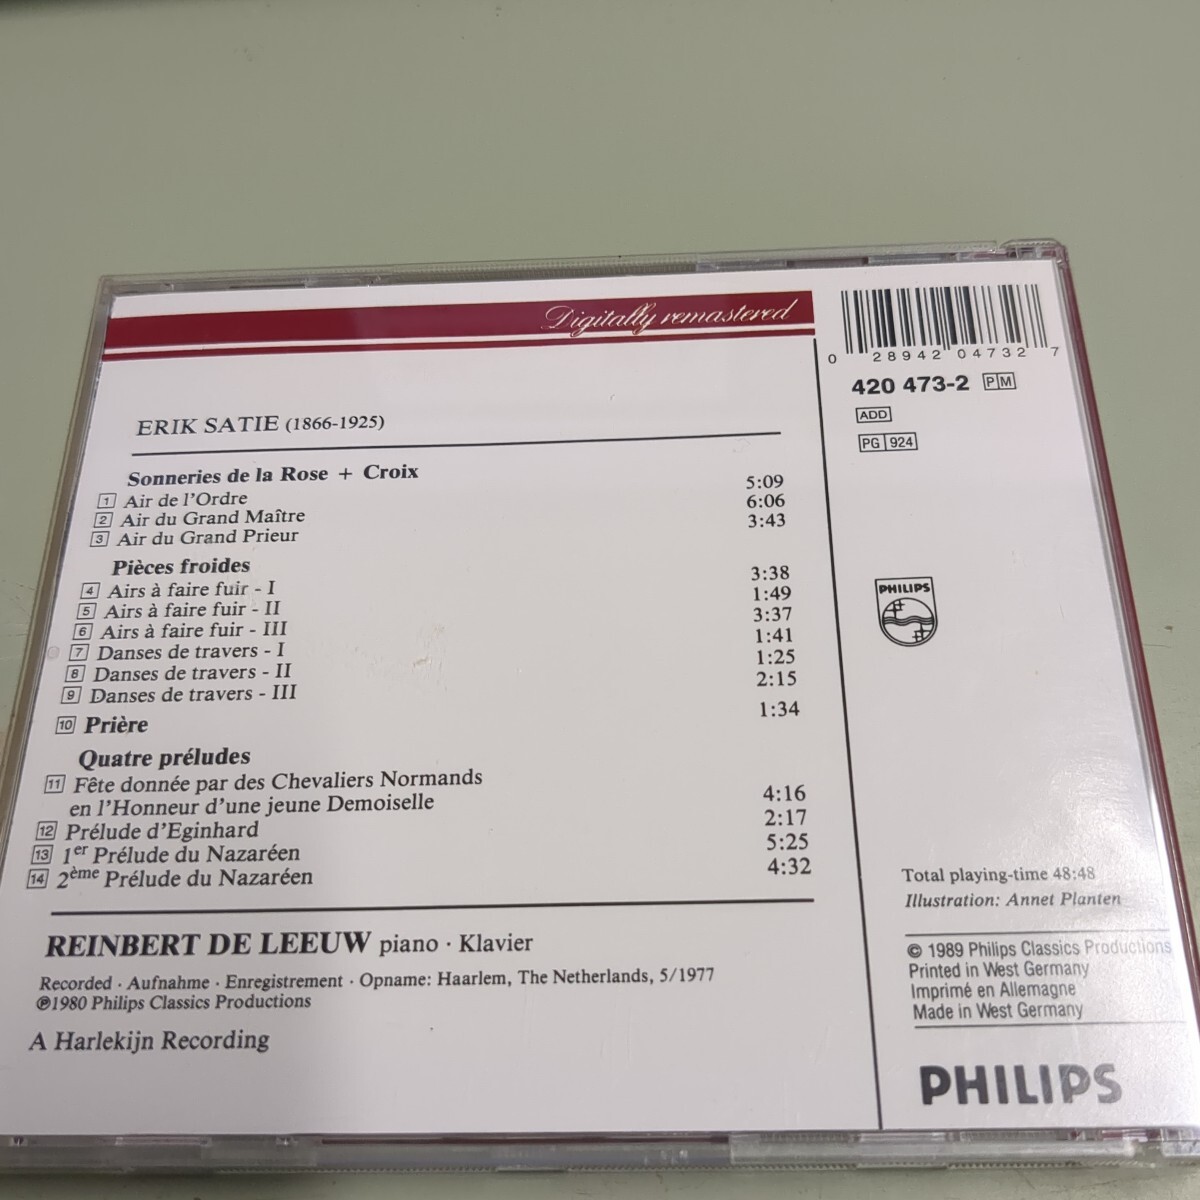 Digitally remastered
0 28942 04732 7
420 473-2 PM
ADD
PG 924
ERIK SATIE (1866-1925)
Sonneries de la Rose + Croix
1 Air de l'Ordre 5:09
2 Air du Grand Maître 6:06
3 Air du Grand Prieur 3:43
Pièces froides
4 Airs à faire fuir - I 3:38
5 Airs à faire fuir - II 1:49
6 Airs à faire fuir - III 3:37
7 Danses de travers - I 1:41
8 Danses de travers - II 1:25
9 Danses de travers - III 2:15
10 Prière 1:34
Quatre préludes
11 Fête donnée par des Chevaliers Normands
en l'Honneur d'une jeune Demoiselle 4:16
12 Prélude d'Eginhard 2:17
13 1er Prélude du Nazaréen 5:25
14 2ème Prélude du Nazaréen 4:32
REINBERT DE LEEUW piano · Klavier
Recorded · Aufnahme · Enregistrement · Opname: Haarlem, The Netherlands, 5/1977
℗1980 Philips Classics Productions
A Harlekijn Recording
PHILIPS
Total playing-time 48:48
Illustration: Annet Planten
© 1989 Philips Classics Productions
Printed in West Germany
Imprimé en Allemagne
Made in West Germany
PHILIPS